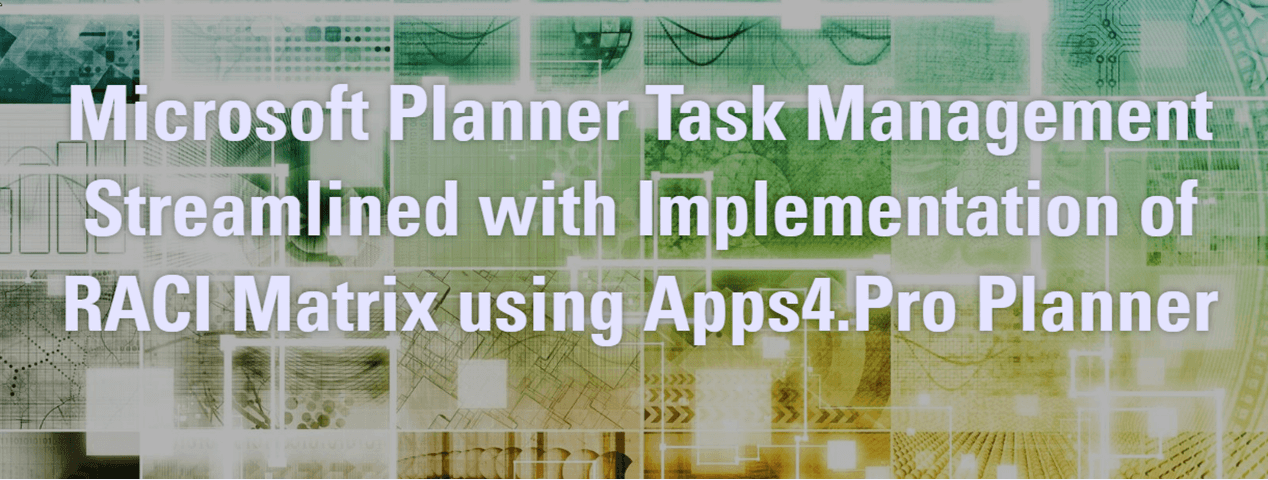 Microsoft Planner Task Management
Streamlined with Implementation of
RACI Matrix using Apps4.Pro Planner